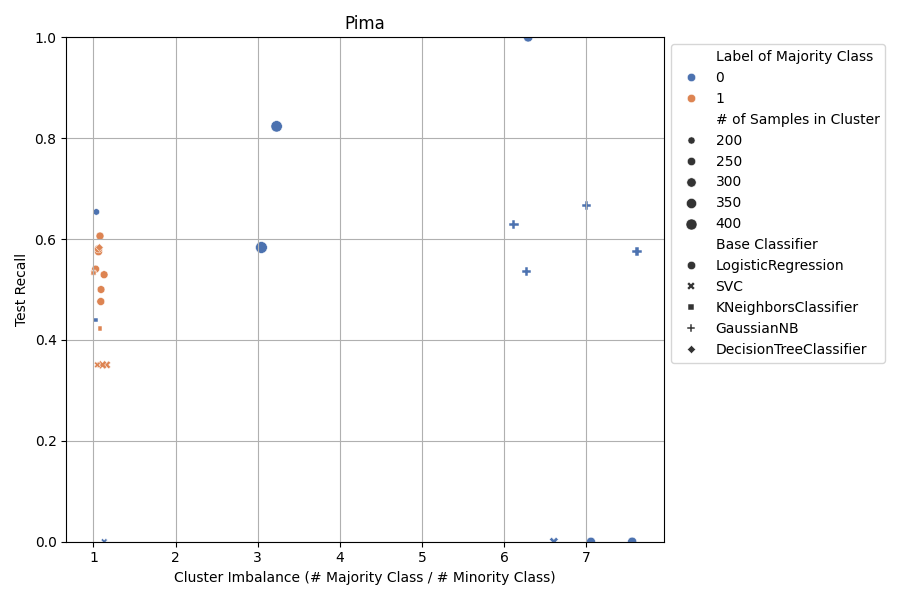 Pima
1.0
0.8
0.6
0.4
0.2
0.0
Test Recall
1 2 3 4 5 6 7
Cluster Imbalance (# Majority Class / # Minority Class)
Label of Majority Class
0
1
# of Samples in Cluster
200
250
300
350
400
Base Classifier
LogisticRegression
SVC
KNeighborsClassifier
GaussianNB
DecisionTreeClassifier